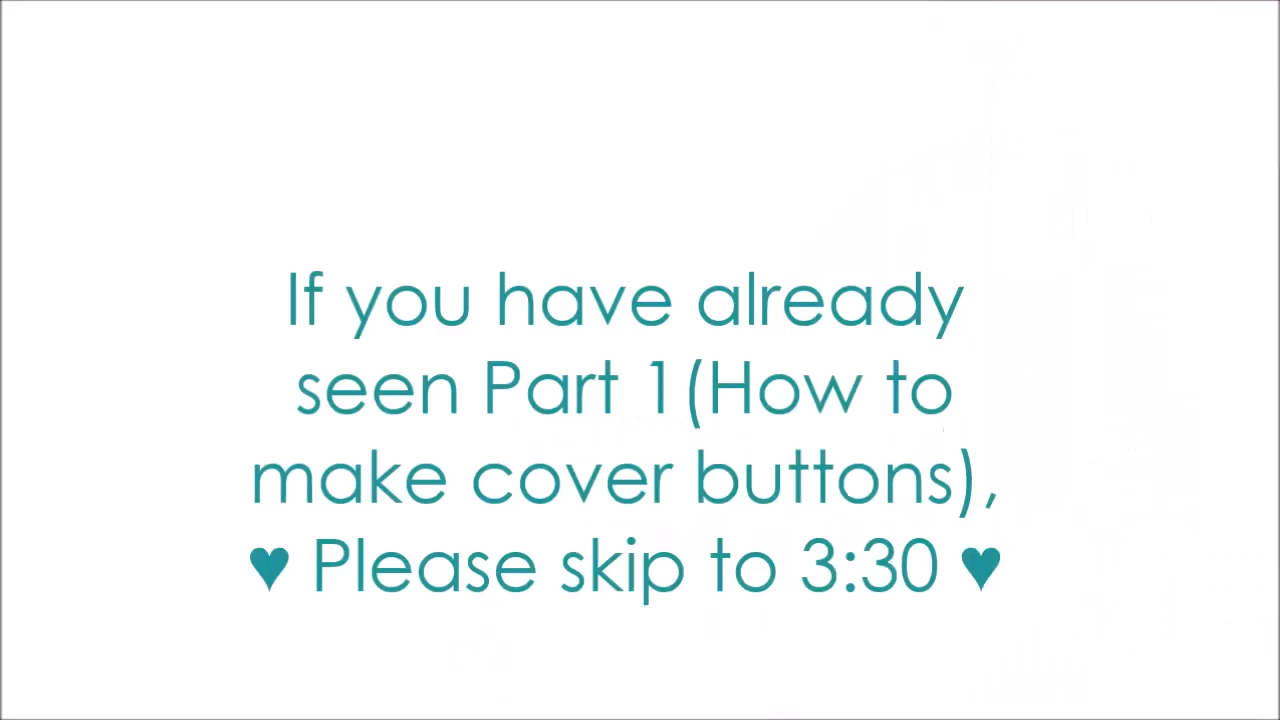 If you have already
seen Part 1(How to
make cover buttons),
♥ Please skip to 3:30 ♥